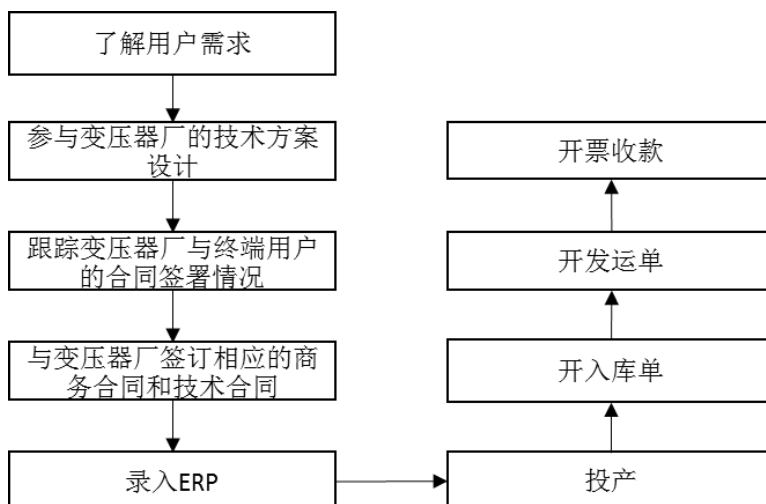 了解用户需求
参与变压器厂的技术方案
设计
跟踪变压器厂与终端用户
的合同签署情况
与变压器厂签订相应的商
务合同和技术合同
录入ERP
投产
开入库单
开发运单
开票收款